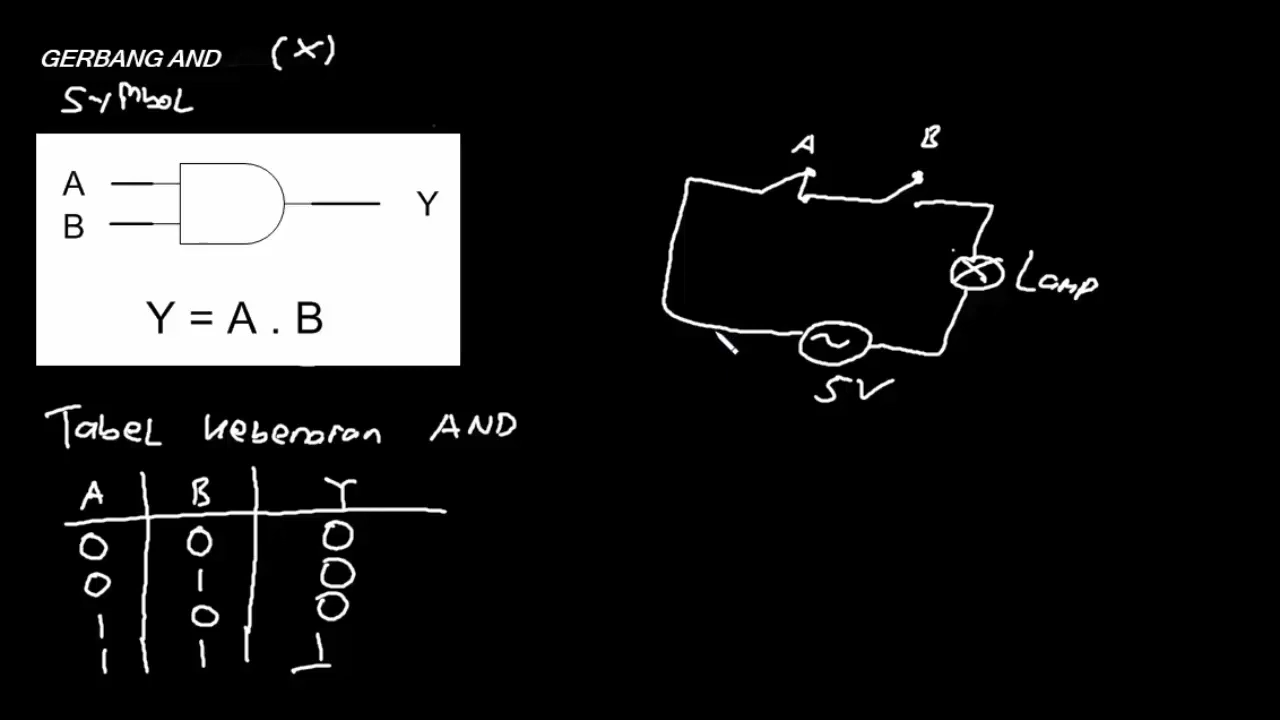 GERBANG AND (X)
SYMBOL
A
B
Y
Y = A . B
Tabel kebenaran AND
A B Y
0 0 0
0 1 0
1 0 0
1 1 1
A B
Lamp
5V